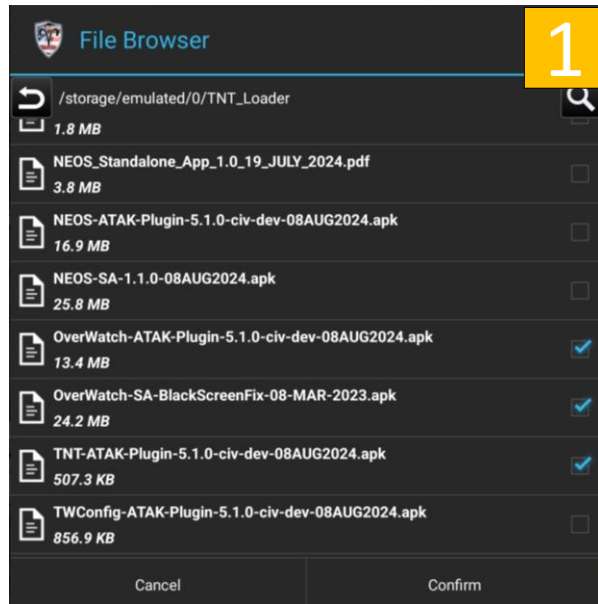 File Browser
1
/storage/emulated/0/TNT_Loader
1.8 MB
NEOS_Standalone_App_1.0_19_JULY_2024.pdf
3.8 MB
NEOS-ATAK-Plugin-5.1.0-civ-dev-08AUG2024.apk
16.9 MB
NEOS-SA-1.1.0-08AUG2024.apk
25.8 MB
OverWatch-ATAK-Plugin-5.1.0-civ-dev-08AUG2024.apk
13.4 MB
OverWatch-SA-BlackScreenFix-08-MAR-2023.apk
24.2 MB
TNT-ATAK-Plugin-5.1.0-civ-dev-08AUG2024.apk
507.3 KB
TWConfig-ATAK-Plugin-5.1.0-civ-dev-08AUG2024.apk
856.9 KB
Cancel Confirm